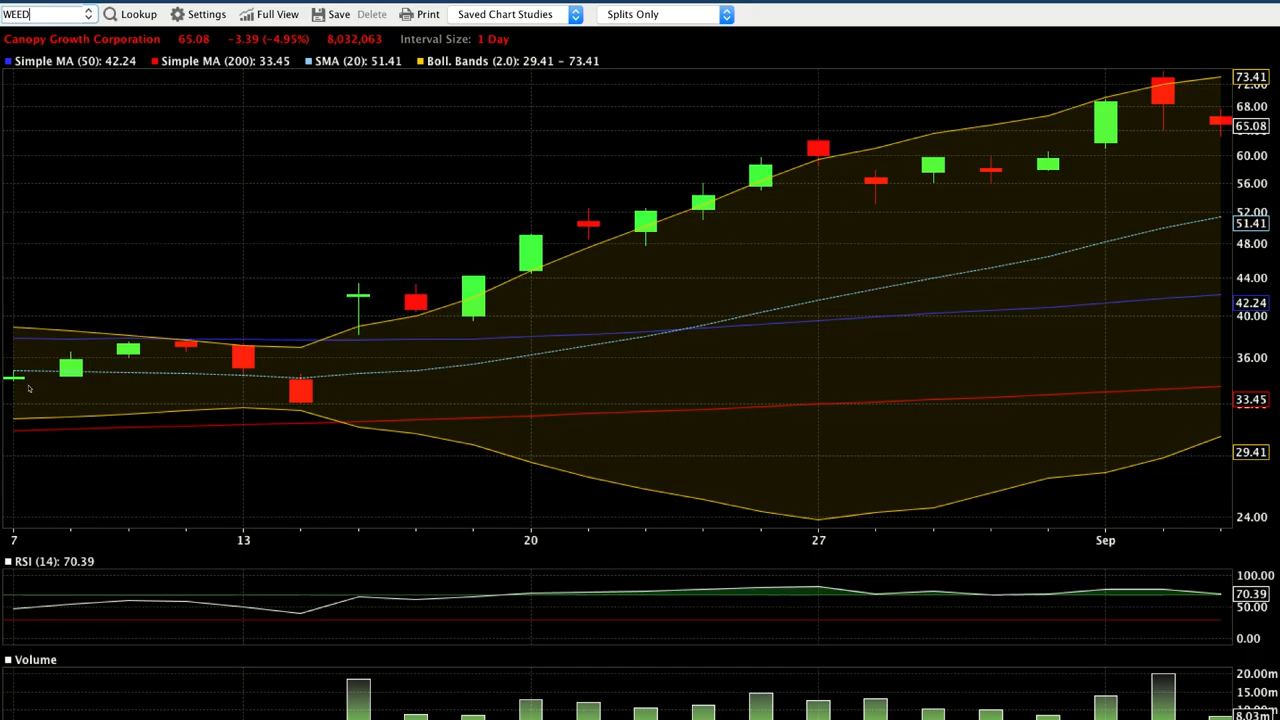 WEED Lookup Settings Full View Save Delete Print Saved Chart Studies Splits Only
Canopy Growth Corporation 65.08 -3.39 (-4.95%) 8,032,063 Interval Size: 1 Day
Simple MA (50): 42.24 Simple MA (200): 33.45 SMA (20): 51.41 Boll. Bands (2.0): 29.41 - 73.41
73.41
72.00
68.00
65.08
60.00
56.00
52.00
51.41
48.00
44.00
42.24
40.00
36.00
33.45
29.41
24.00
7 13 20 27 Sep
RSI (14): 70.39
100.00
70.39
50.00
0.00
Volume
20.00m
15.00m
8.03m